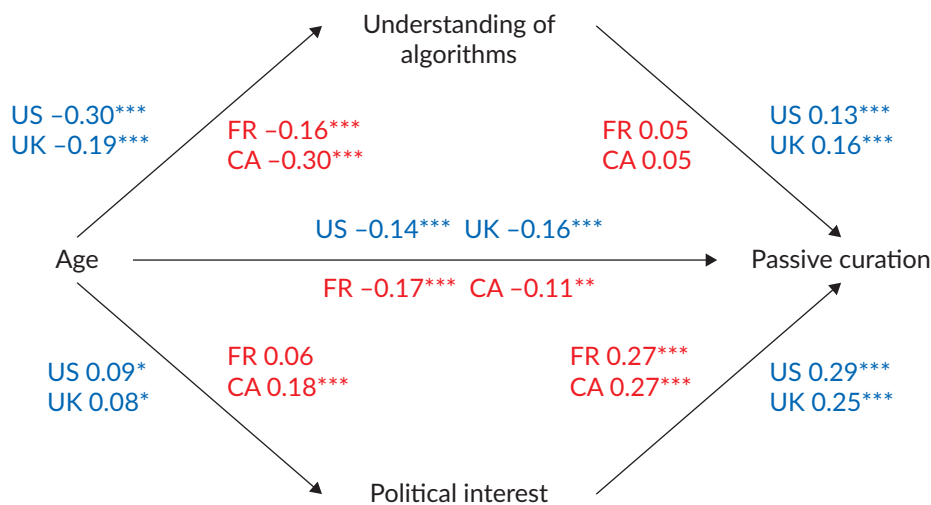 Understanding of
algorithms
US –0.30***
UK –0.19***
FR –0.16***
CA –0.30***
FR 0.05
CA 0.05
US 0.13***
UK 0.16***
US –0.14*** UK –0.16***
Age
Passive curation
FR –0.17*** CA –0.11**
US 0.09*
UK 0.08*
FR 0.06
CA 0.18***
FR 0.27***
CA 0.27***
US 0.29***
UK 0.25***
Political interest